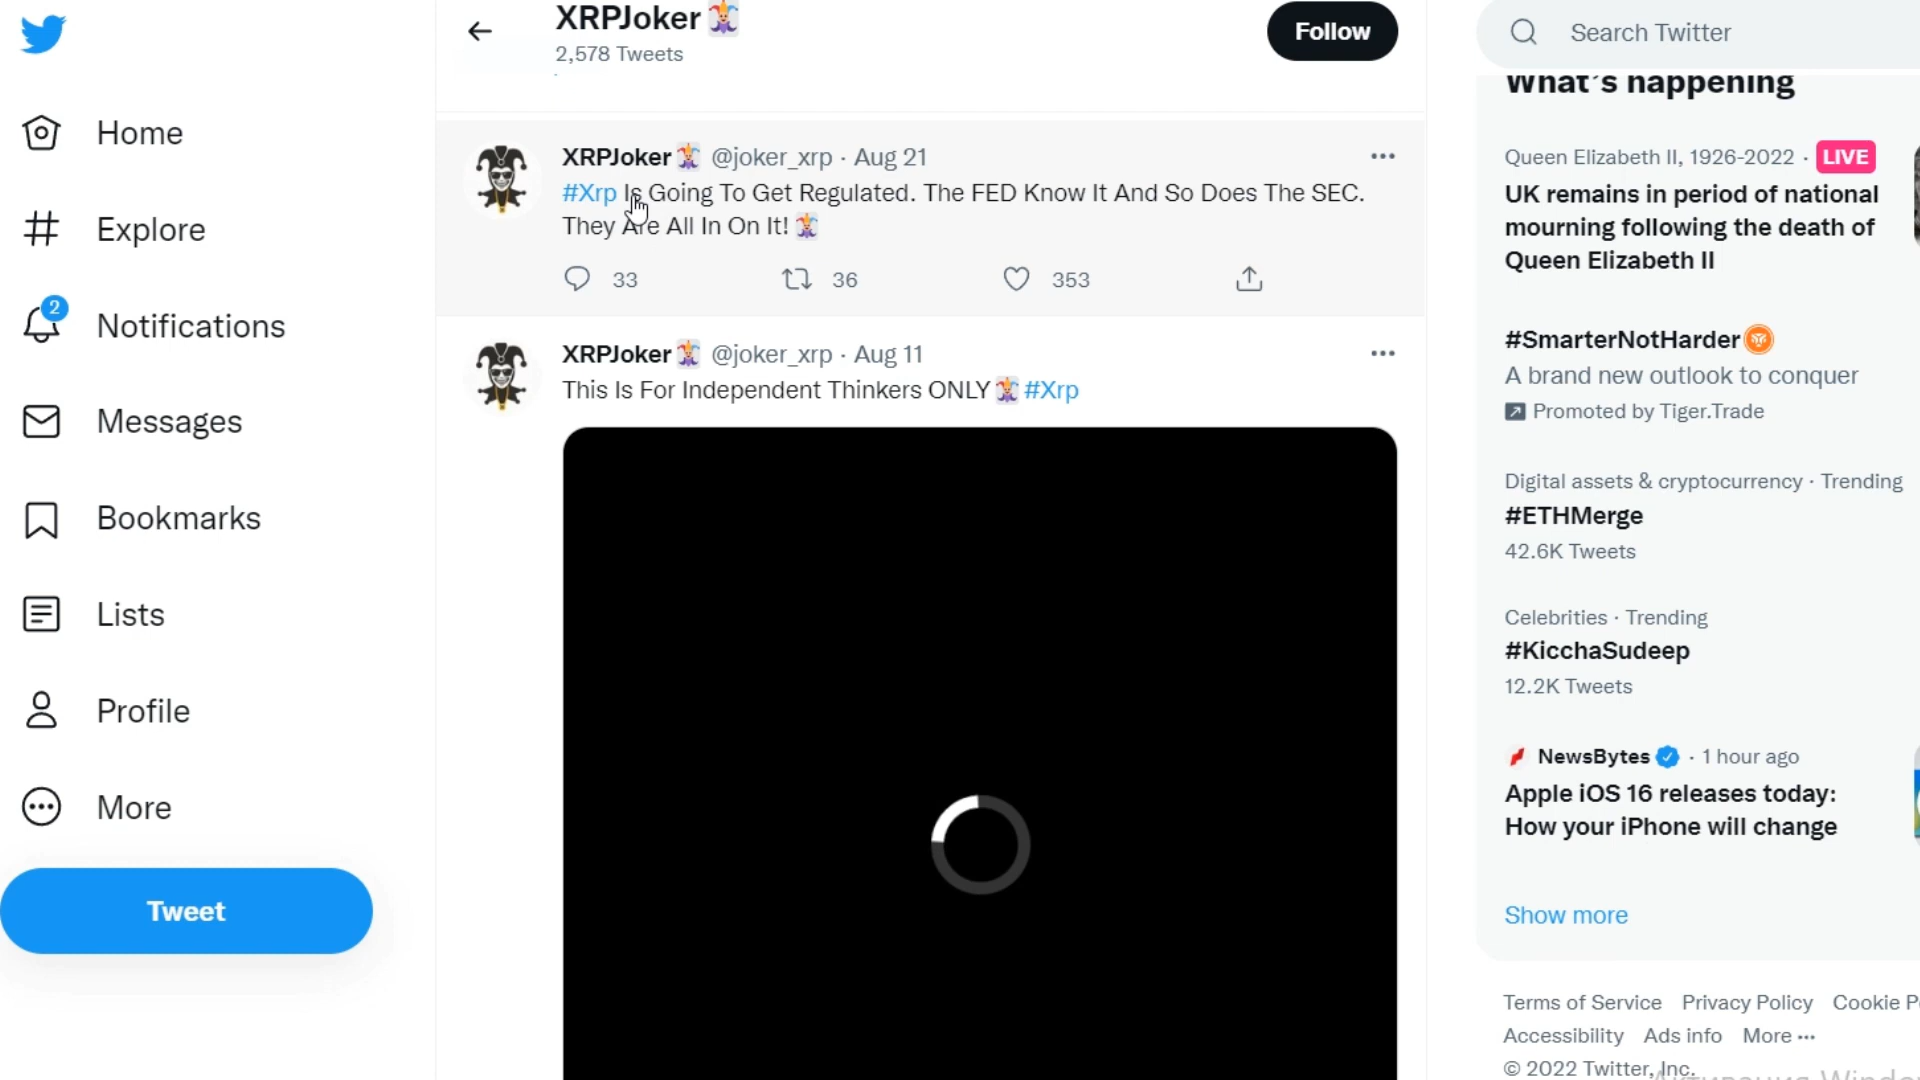 XRPJoker🃏
2,578 Tweets
Follow
Search Twitter
Home
Explore
2
Notifications
Messages
Bookmarks
Lists
Profile
More
Tweet
XRPJoker🃏 @joker_xrp · Aug 21
#Xrp Is Going To Get Regulated. The FED Know It And So Does The SEC.
They Are All In On It! 🃏
33 36 353
XRPJoker🃏 @joker_xrp · Aug 11
This Is For Independent Thinkers ONLY🃏 #Xrp
What's happening
Queen Elizabeth II, 1926-2022 · LIVE
UK remains in period of national
mourning following the death of
Queen Elizabeth II
#SmarterNotHarder
A brand new outlook to conquer
Promoted by Tiger.Trade
Digital assets & cryptocurrency · Trending
#ETHMerge
42.6K Tweets
Celebrities · Trending
#KicchaSudeep
12.2K Tweets
NewsBytes · 1 hour ago
Apple iOS 16 releases today:
How your iPhone will change
Show more
Terms of Service Privacy Policy Cookie
Accessibility Ads info More ···
© 2022 Twitter, Inc.